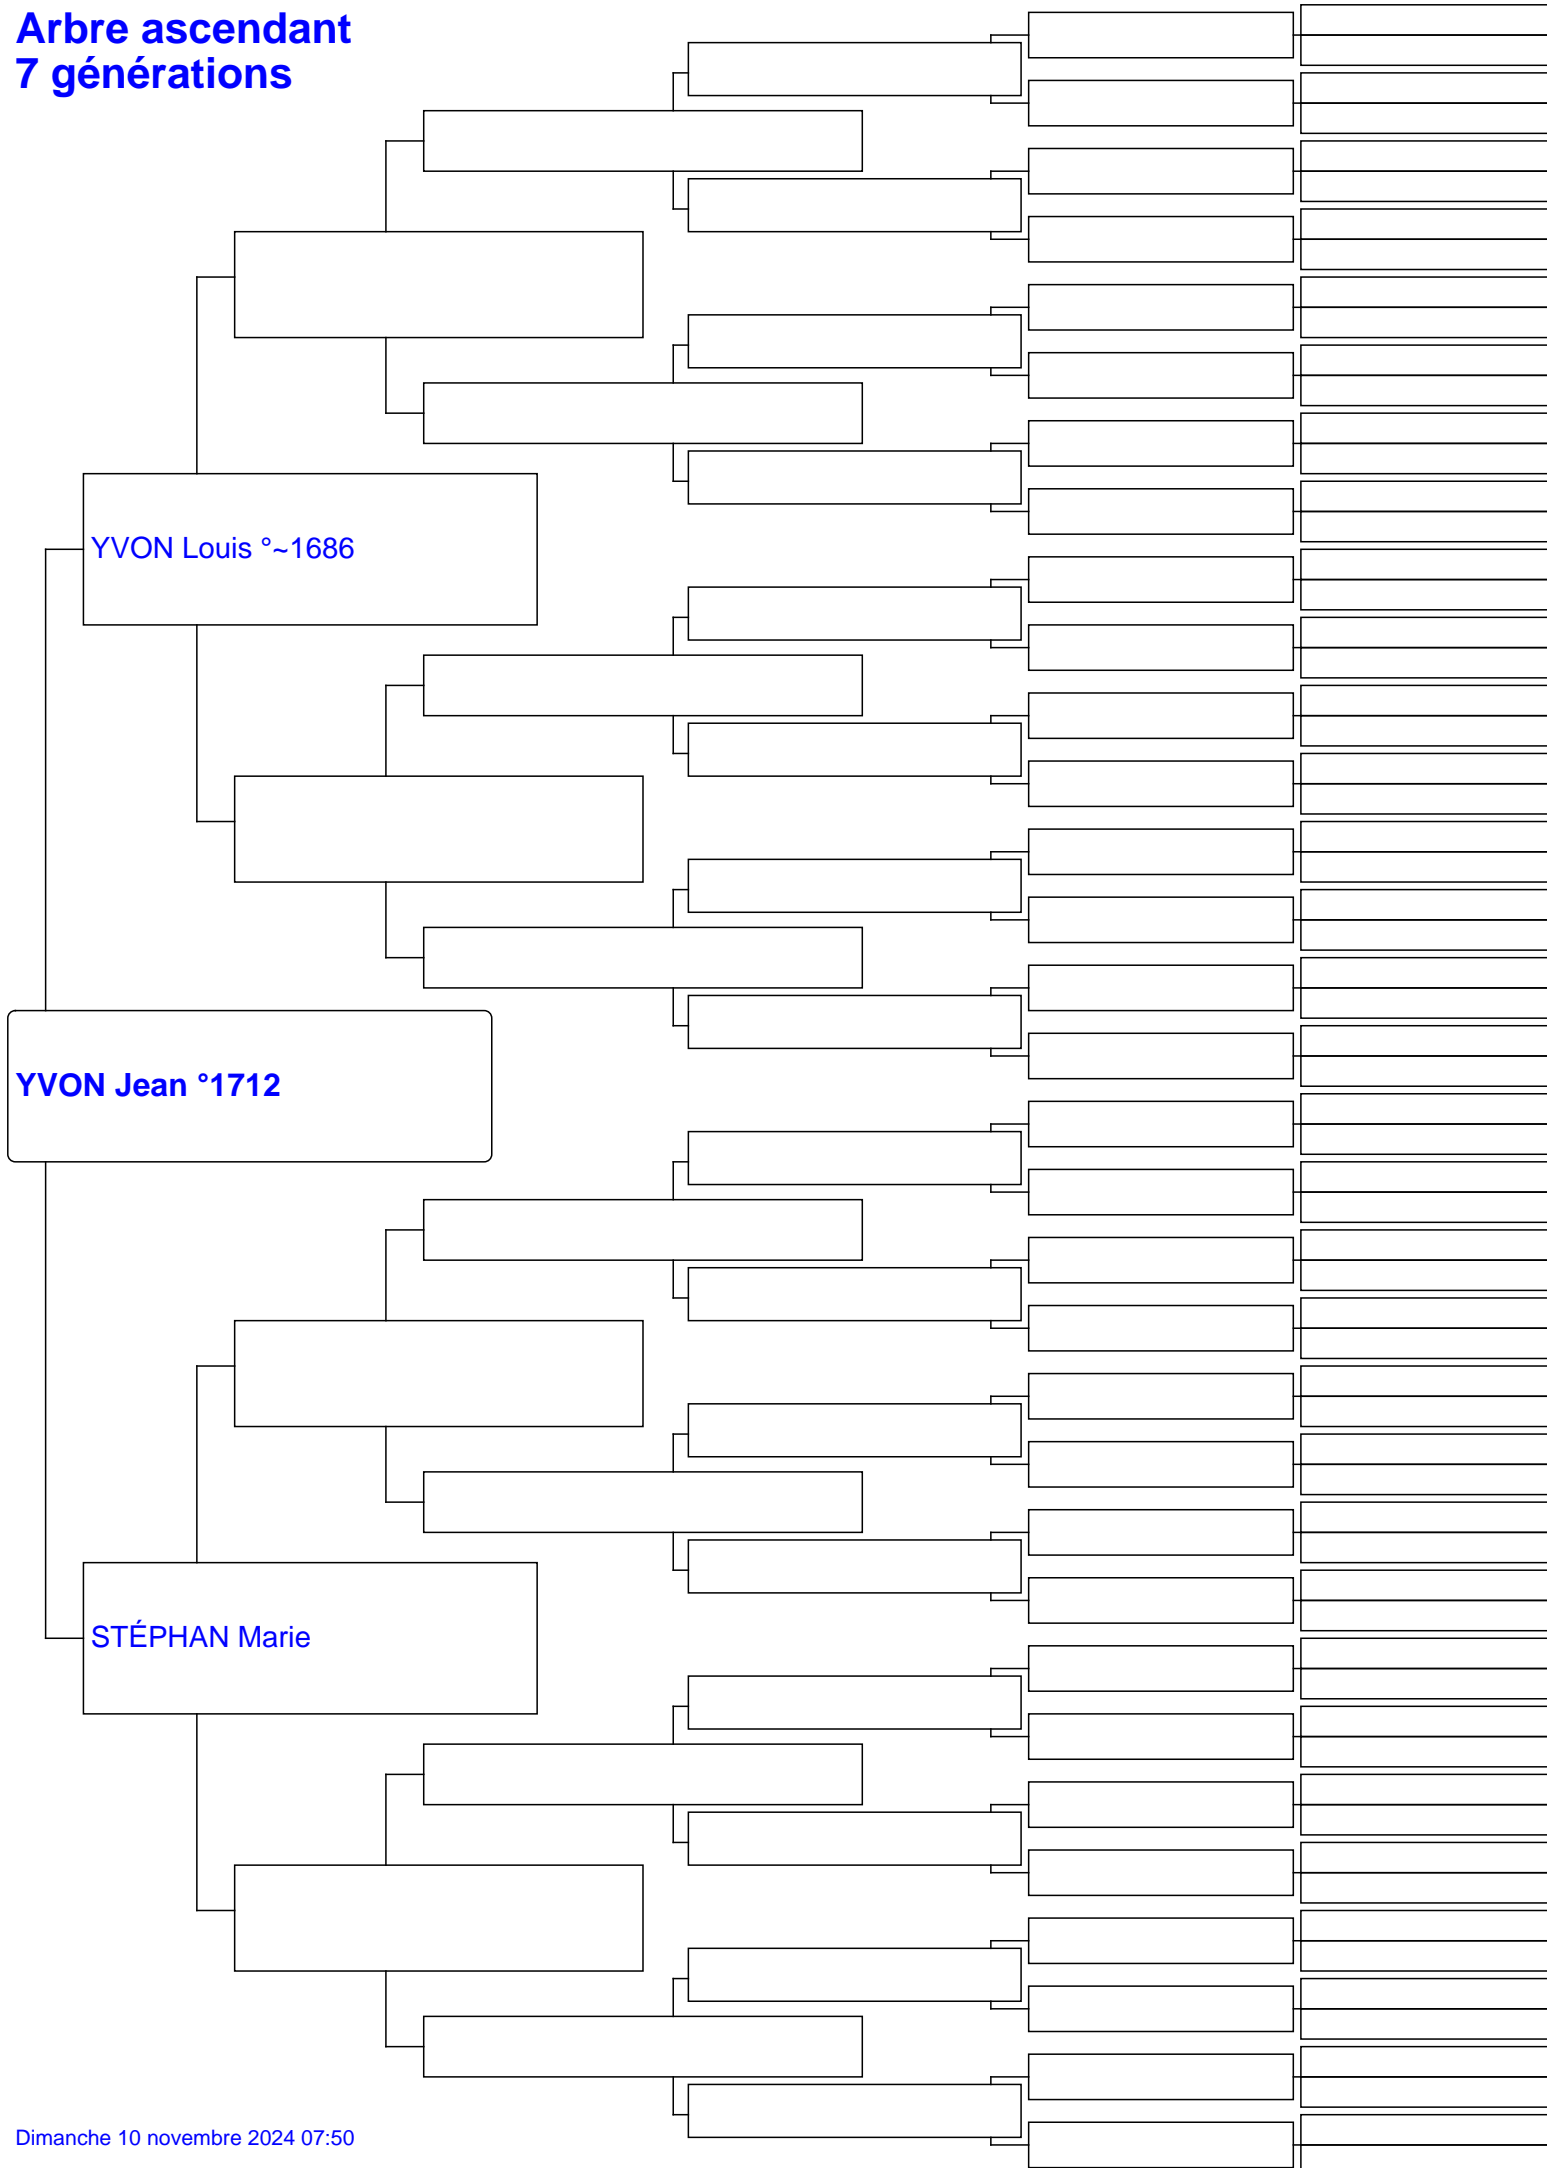 Arbre ascendant
7 générations
YVON Louis °~1686
YVON Jean °1712
STÉPHAN Marie
Dimanche 10 novembre 2024 07:50